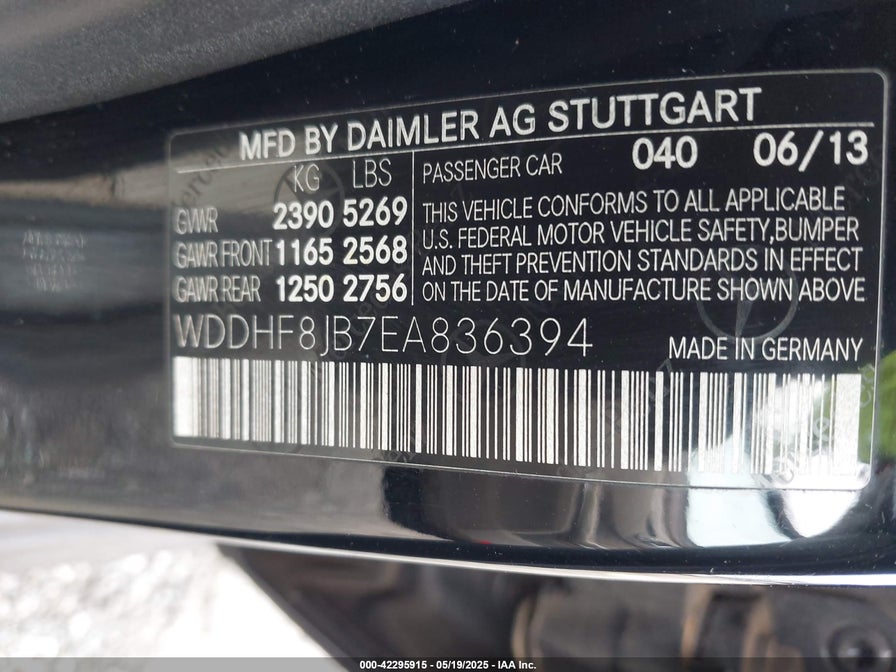 MFD BY DAIMLER AG STUTTGART
KG LBS
GVWR 2390 5269
GAWR FRONT 1165 2568
GAWR REAR 1250 2756
PASSENGER CAR 040 06/13
THIS VEHICLE CONFORMS TO ALL APPLICABLE
U.S. FEDERAL MOTOR VEHICLE SAFETY,BUMPER
AND THEFT PREVENTION STANDARDS IN EFFECT
ON THE DATE OF MANUFACTURE SHOWN ABOVE
WDDHF8JB7EA836394
MADE IN GERMANY
000-42295915 - 05/19/2025 - IAA Inc.